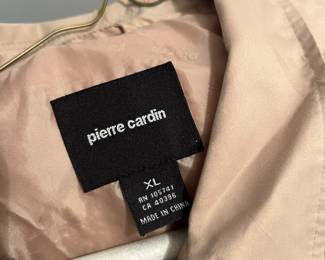 pierre cardin
XL
RN 105741
CA 40396
MADE IN CHINA